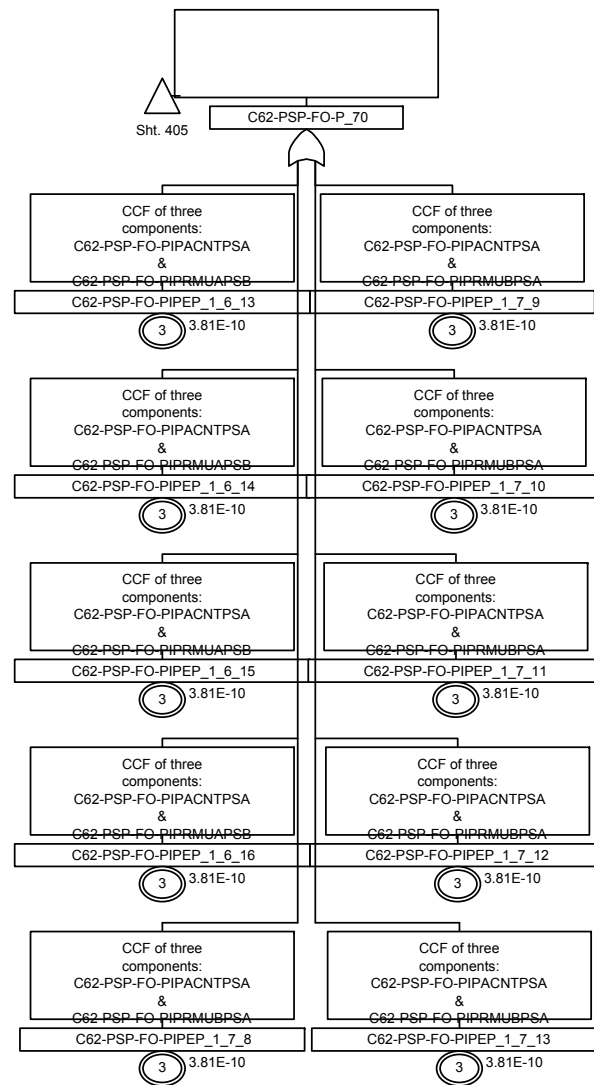 Sht. 405
C62-PSP-FO-P_70
CCF of three
components:
C62-PSP-FO-PIPACNTPSA
&
C62-PSP-FO-PIPRMUAPSB
C62-PSP-FO-PIPEP_1_6_13
3
3.81E-10
CCF of three
components:
C62-PSP-FO-PIPACNTPSA
&
C62-PSP-FO-PIPRMUBPSA
C62-PSP-FO-PIPEP_1_7_9
3
3.81E-10
CCF of three
components:
C62-PSP-FO-PIPACNTPSA
&
C62-PSP-FO-PIPRMUAPSB
C62-PSP-FO-PIPEP_1_6_14
3
3.81E-10
CCF of three
components:
C62-PSP-FO-PIPACNTPSA
&
C62-PSP-FO-PIPRMUBPSA
C62-PSP-FO-PIPEP_1_7_10
3
3.81E-10
CCF of three
components:
C62-PSP-FO-PIPACNTPSA
&
C62-PSP-FO-PIPRMUAPSB
C62-PSP-FO-PIPEP_1_6_15
3
3.81E-10
CCF of three
components:
C62-PSP-FO-PIPACNTPSA
&
C62-PSP-FO-PIPRMUBPSA
C62-PSP-FO-PIPEP_1_7_11
3
3.81E-10
CCF of three
components:
C62-PSP-FO-PIPACNTPSA
&
C62-PSP-FO-PIPRMUAPSB
C62-PSP-FO-PIPEP_1_6_16
3
3.81E-10
CCF of three
components:
C62-PSP-FO-PIPACNTPSA
&
C62-PSP-FO-PIPRMUBPSA
C62-PSP-FO-PIPEP_1_7_12
3
3.81E-10
CCF of three
components:
C62-PSP-FO-PIPACNTPSA
&
C62-PSP-FO-PIPRMUBPSA
C62-PSP-FO-PIPEP_1_7_8
3
3.81E-10
CCF of three
components:
C62-PSP-FO-PIPACNTPSA
&
C62-PSP-FO-PIPRMUBPSA
C62-PSP-FO-PIPEP_1_7_13
3
3.81E-10